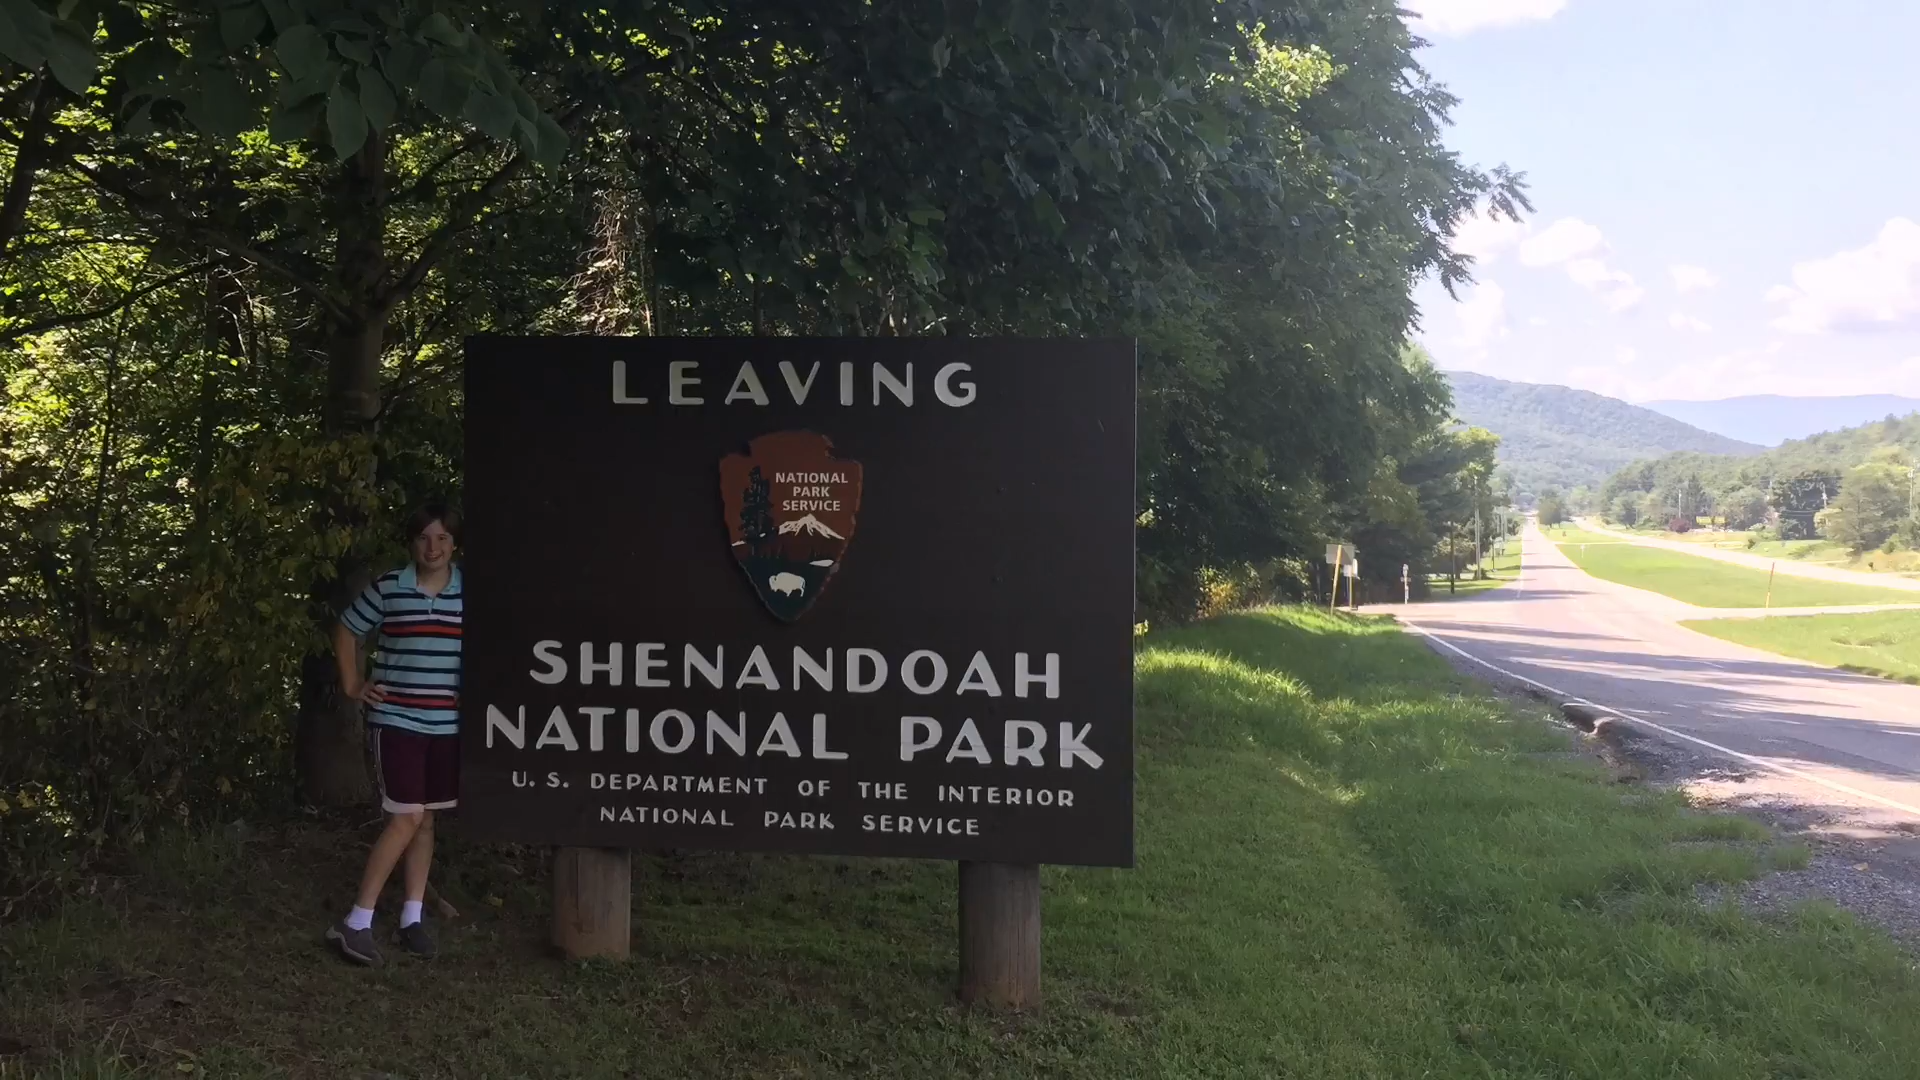 LEAVING
NATIONAL
PARK
SERVICE
SHENANDOAH
NATIONAL PARK
U. S. DEPARTMENT OF THE INTERIOR
NATIONAL PARK SERVICE